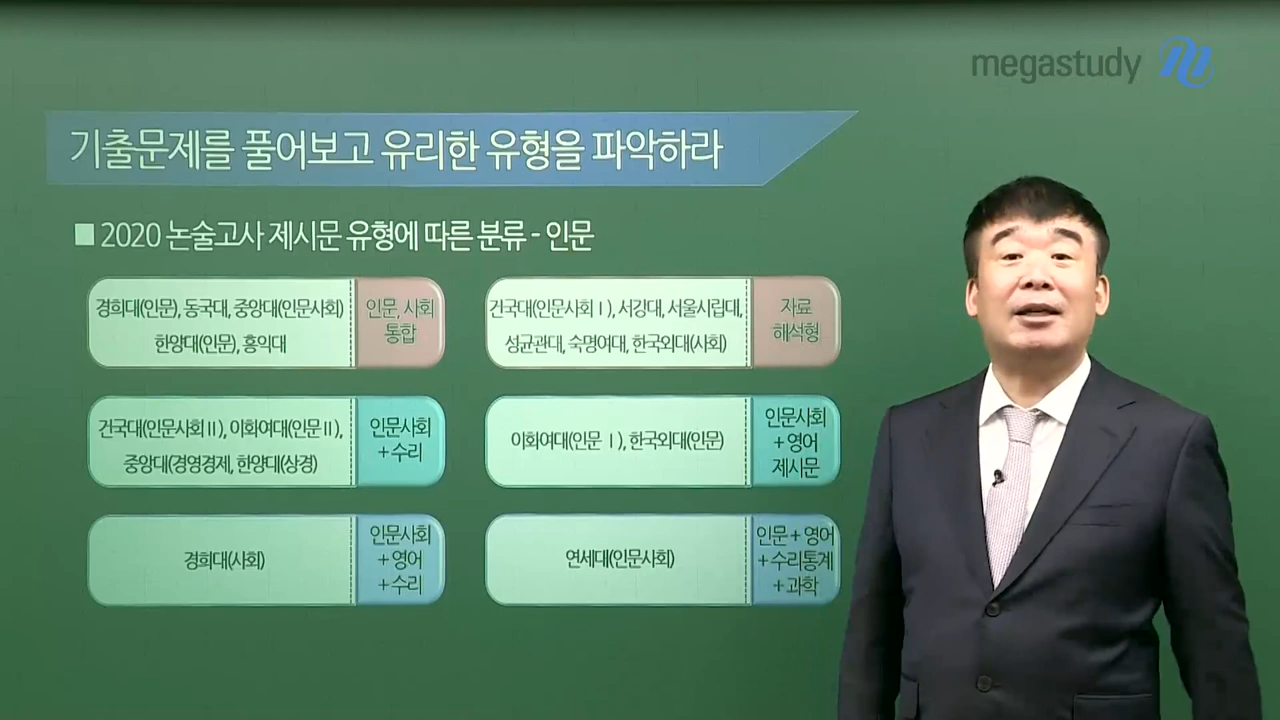 megastudy
기출문제를 풀어보고 유리한 유형을 파악하라
■ 2020 논술고사 제시문 유형에 따른 분류 - 인문
경희대(인문), 동국대, 중앙대(인문사회)
한양대(인문), 홍익대
인문, 사회
통합
건국대(인문사회Ⅰ), 서강대, 서울시립대,
성균관대, 숙명여대, 한국외대(사회)
자료
해석형
건국대(인문사회Ⅱ), 이화여대(인문Ⅱ),
중앙대(경영경제, 한양대(상경)
인문사회
+수리
이화여대(인문 Ⅰ), 한국외대(인문)
인문사회
+영어
제시문
경희대(사회)
인문사회
+영어
+수리
연세대(인문사회)
인문+영어
+수리통계
+과학